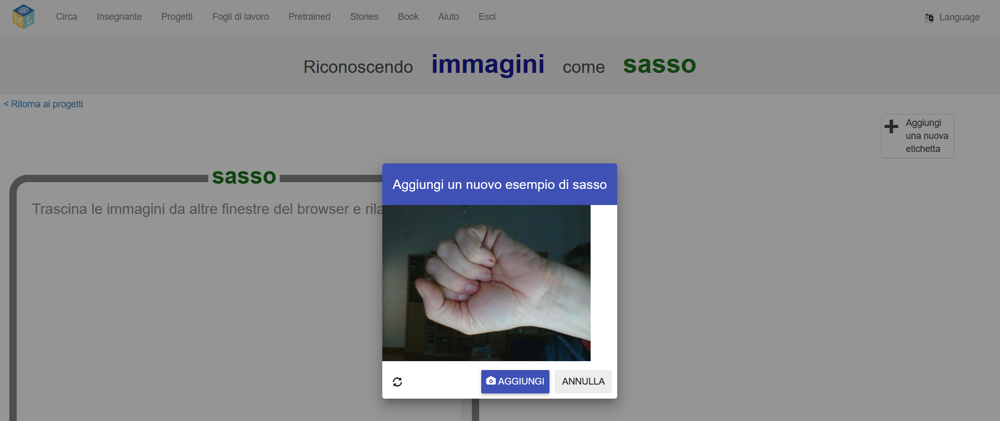 M L
Circa Insegnante Progetti Fogli di lavoro Pretrained Stories Book Aiuto Esci Language
Riconoscendo immagini come sasso
< Ritorna ai progetti
Aggiungi
una nuova
etichetta
sasso
Trascina le immagini da altre finestre del browser e rila
Aggiungi un nuovo esempio di sasso
AGGIUNGI ANNULLA